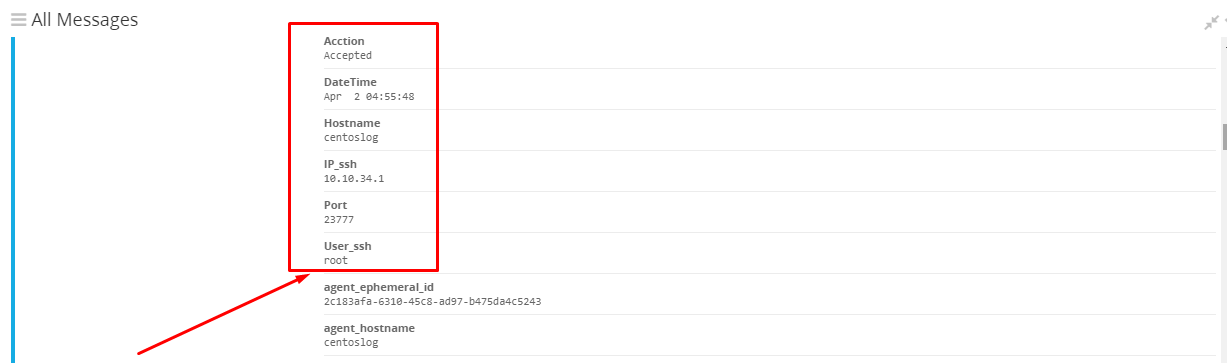 All Messages
Acction
Accepted
DateTime
Apr  2 04:55:48
Hostname
centoslog
IP_ssh
10.10.34.1
Port
23777
User_ssh
root
agent_ephemeral_id
2c183afa-6310-45c8-ad97-b475da4c5243
agent_hostname
centoslog